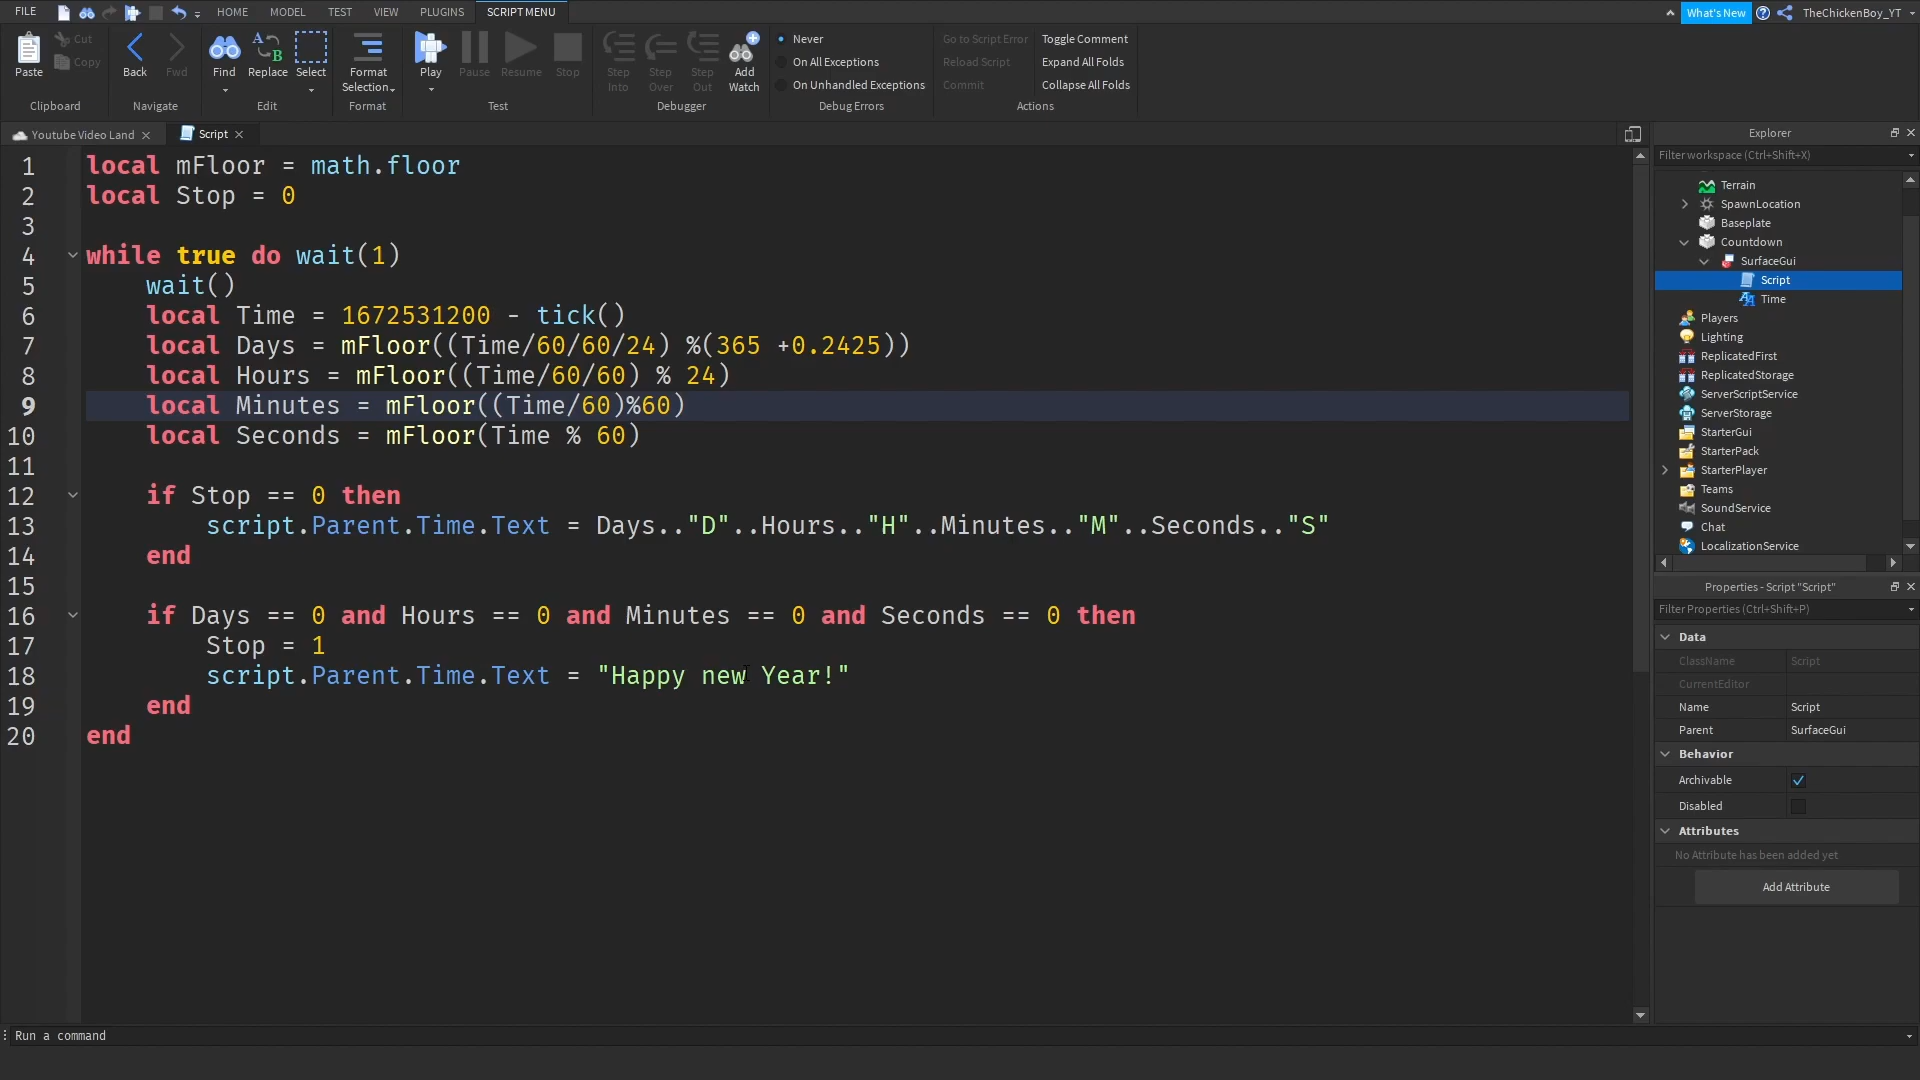 FILE HOME MODEL TEST VIEW PLUGINS SCRIPT MENU What's New TheChickenBoy_YT
Paste Cut Copy Clipboard
Back Fwd Navigate
Find Replace Select Edit
Format Selection Format
Play Pause Resume Stop Test
Step Into Step Over Step Out Add Watch Debugger
Never
On All Exceptions
On Unhandled Exceptions
Debug Errors
Go to Script Error Toggle Comment
Reload Script Expand All Folds
Commit Collapse All Folds
Actions
Youtube Video Land Script
1 local mFloor = math.floor
2 local Stop = 0
3
4 while true do wait(1)
5 wait()
6 local Time = 1672531200 - tick()
7 local Days = mFloor((Time/60/60/24) %(365 +0.2425))
8 local Hours = mFloor((Time/60/60) % 24)
9 local Minutes = mFloor((Time/60)%60)
10 local Seconds = mFloor(Time % 60)
11
12 if Stop == 0 then
13 script.Parent.Time.Text = Days.."D"..Hours.."H"..Minutes.."M"..Seconds.."S"
14 end
15
16 if Days == 0 and Hours == 0 and Minutes == 0 and Seconds == 0 then
17 Stop = 1
18 script.Parent.Time.Text = "Happy new Year!"
19 end
20 end
Explorer
Filter workspace (Ctrl+Shift+X)
Terrain
SpawnLocation
Baseplate
Countdown
SurfaceGui
Script
Time
Players
Lighting
ReplicatedFirst
ReplicatedStorage
ServerScriptService
ServerStorage
StarterGui
StarterPack
StarterPlayer
Teams
SoundService
Chat
LocalizationService
Properties - Script "Script"
Filter Properties (Ctrl+Shift+P)
Data
ClassName Script
CurrentEditor
Name Script
Parent SurfaceGui
Behavior
Archivable
Disabled
Attributes
No Attribute has been added yet
Add Attribute
Run a command